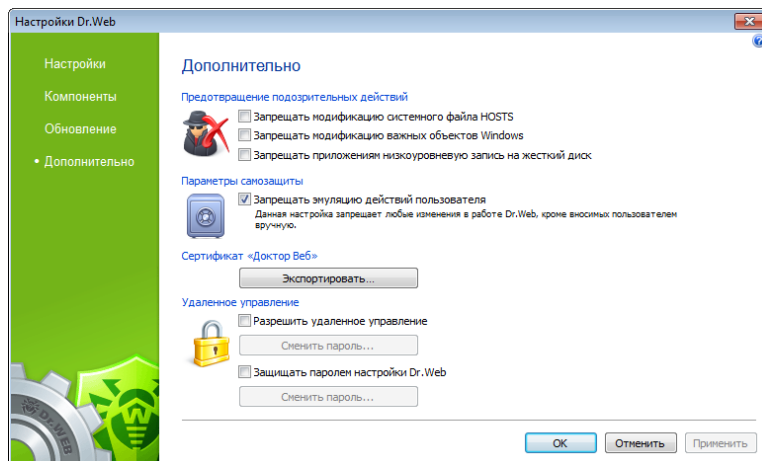 Настройки Dr.Web
Настройки
Компоненты
Обновление
• Дополнительно
Дополнительно
Предотвращение подозрительных действий
Запрещать модификацию системного файла HOSTS
Запрещать модификацию важных объектов Windows
Запрещать приложениям низкоуровневую запись на жесткий диск
Параметры самозащиты
Запрещать эмуляцию действий пользователя
Данная настройка запрещает любые изменения в работе Dr.Web, кроме вносимых пользователем
вручную.
Сертификат «Доктор Веб»
Экспортировать...
Удаленное управление
Разрешить удаленное управление
Сменить пароль...
Защищать паролем настройки Dr.Web
Сменить пароль...
Dr.WEB
OK
Отменить
Применить